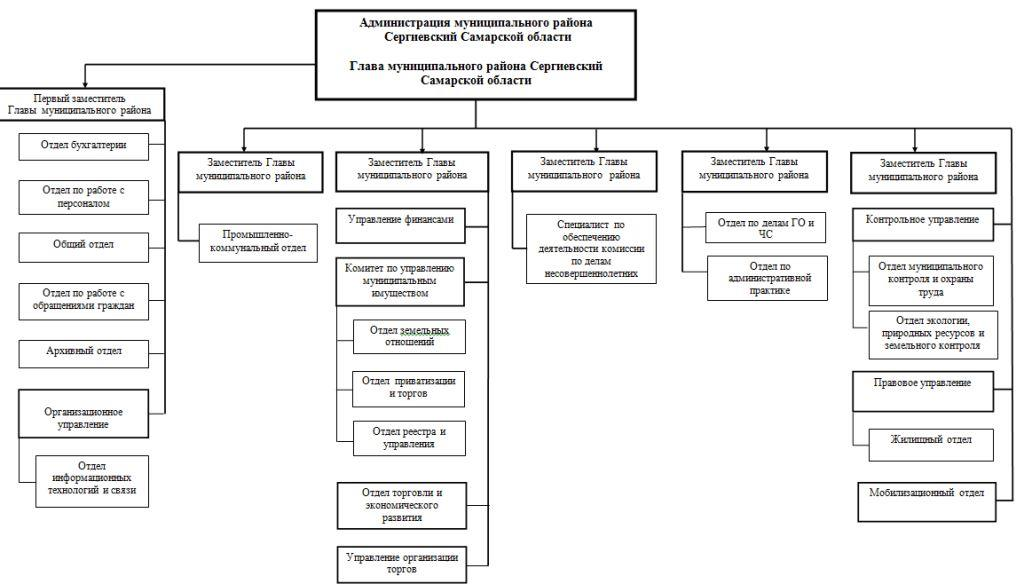 Администрация муниципального района
Сергиевский Самарской области
Глава муниципального района Сергиевский
Самарской области
Первый заместитель
Главы муниципального района
Отдел бухгалтерии
Отдел по работе с
персоналом
Общий отдел
Отдел по работе с
обращениями граждан
Архивный отдел
Организационное
управление
Отдел
информационных
технологий и связи
Заместитель Главы
муниципального района
Промышленно-
коммунальный отдел
Заместитель Главы
муниципального района
Управление финансами
Комитет по управлению
муниципальным
имуществом
Отдел земельных
отношений
Отдел приватизации
и торгов
Отдел реестра и
управления
Отдел торговли и
экономического
развития
Управление организации
торгов
Заместитель Главы
муниципального района
Специалист по
обеспечению
деятельности комиссии
по делам
несовершеннолетних
Заместитель Главы
муниципального района
Отдел по делам ГО и
ЧС
Отдел по
административной
практике
Заместитель Главы
муниципального района
Контрольное управление
Отдел муниципального
контроля и охраны
труда
Отдел экологии,
природных ресурсов и
земельного контроля
Правовое управление
Жилищный отдел
Мобилизационный отдел